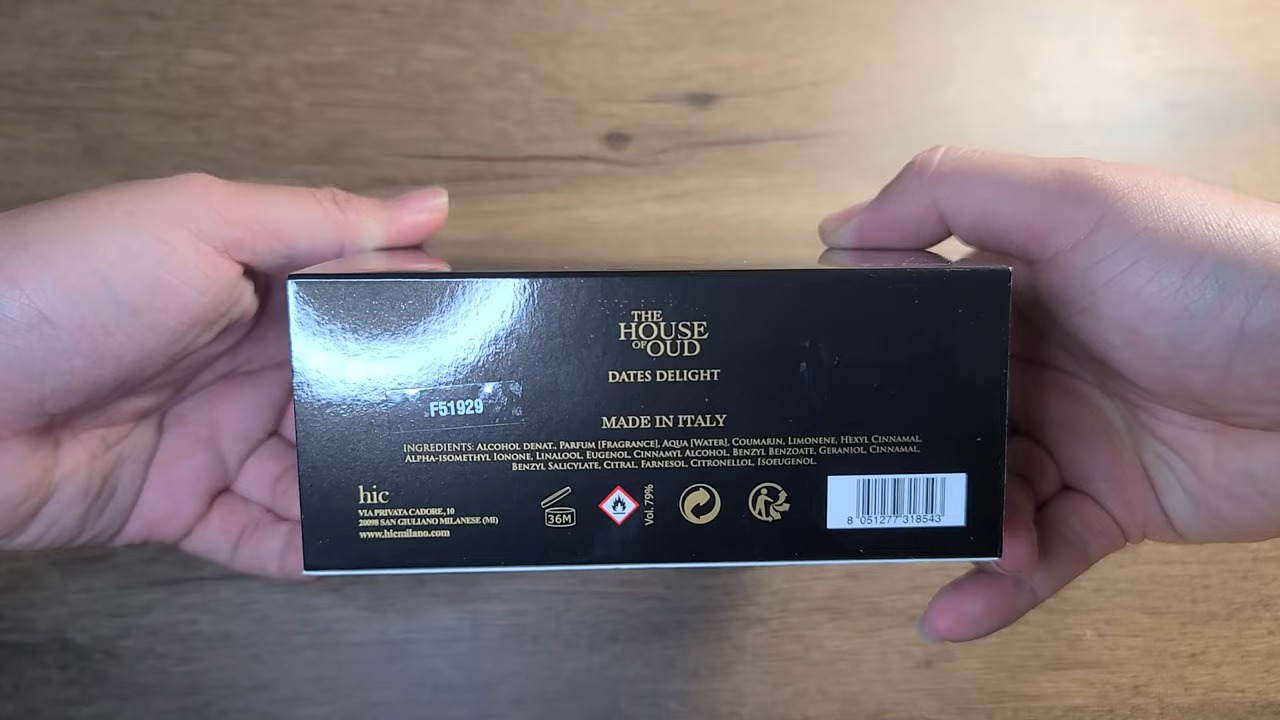 THE
HOUSE
OF OUD
DATES DELIGHT
F51929
MADE IN ITALY
INGREDIENTS: ALCOHOL DENAT., PARFUM [FRAGRANCE], AQUA [WATER], COUMARIN, LIMONENE, HEXYL CINNAMAL,
ALPHA-ISOMETHYL IONONE, LINALOOL, EUGENOL, CINNAMYL ALCOHOL, BENZYL BENZOATE, GERANIOL, CINNAMAL,
BENZYL SALICYLATE, CITRAL, FARNESOL, CITRONELLOL, ISOEUGENOL.
hic
VIA PRIVATA CADORE, 10
20098 SAN GIULIANO MILANESE (MI)
www.hicmilano.com
36M
Vol. 79%
8 051277 318543